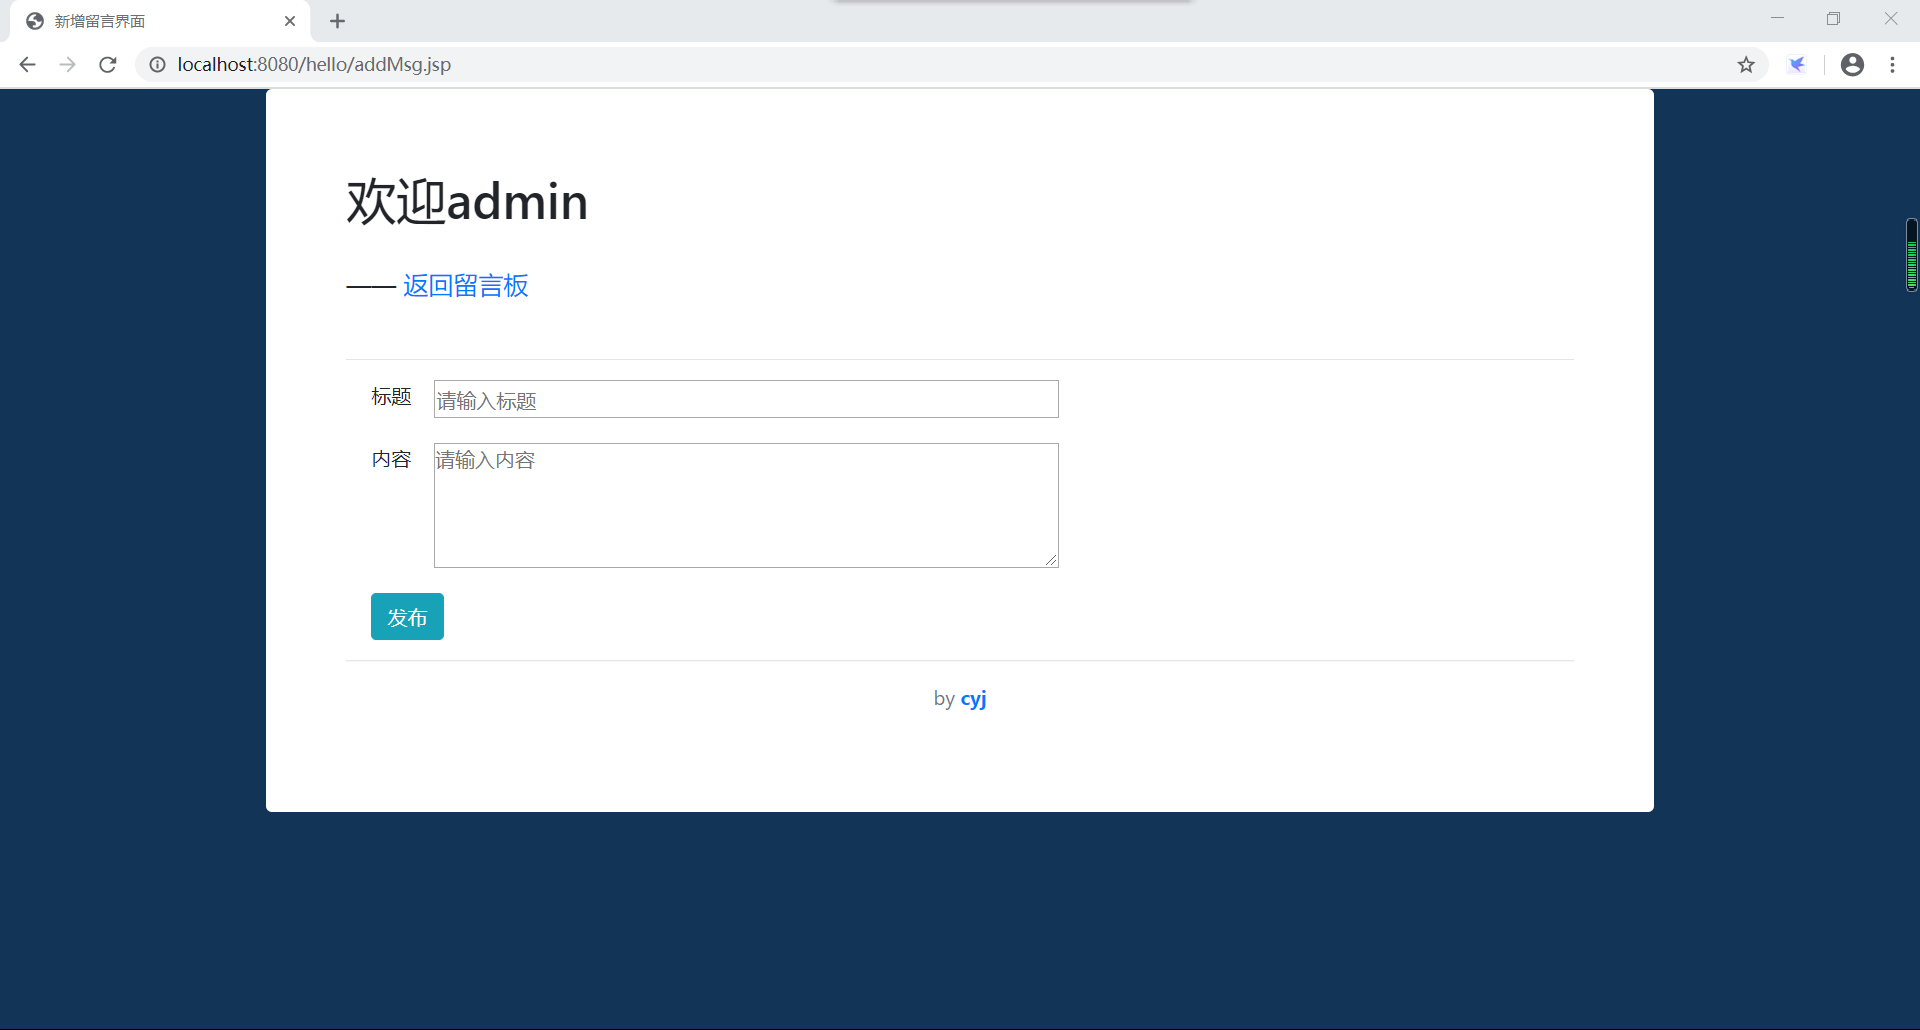 新增留言界面
localhost:8080/hello/addMsg.jsp
欢迎admin
—— 返回留言板
标题 请输入标题
内容 请输入内容
发布
by cyj